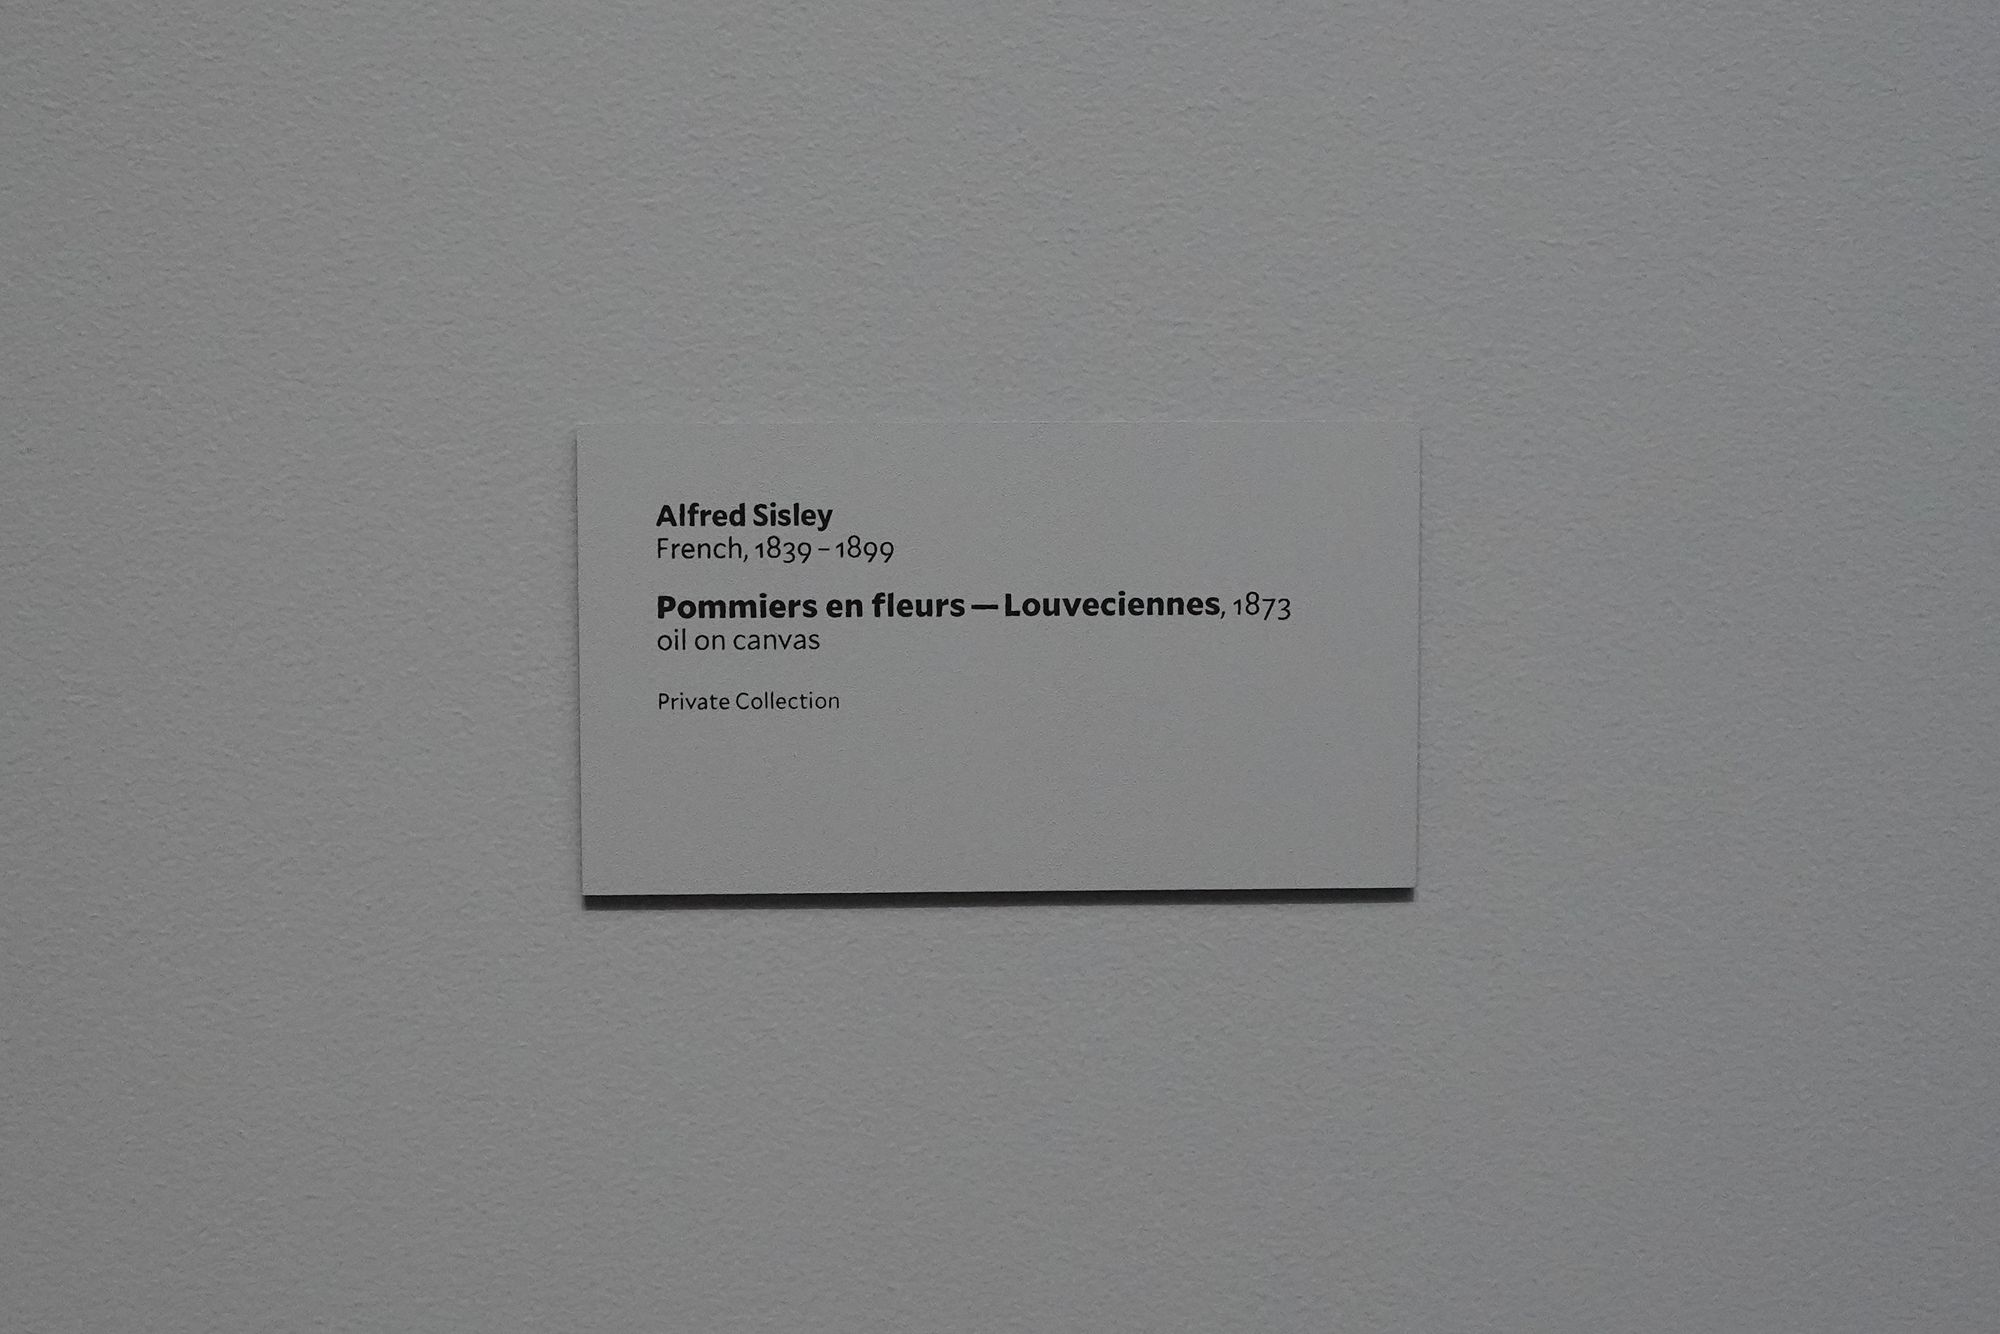 Alfred Sisley
French, 1839 – 1899
Pommiers en fleurs — Louveciennes, 1873
oil on canvas
Private Collection